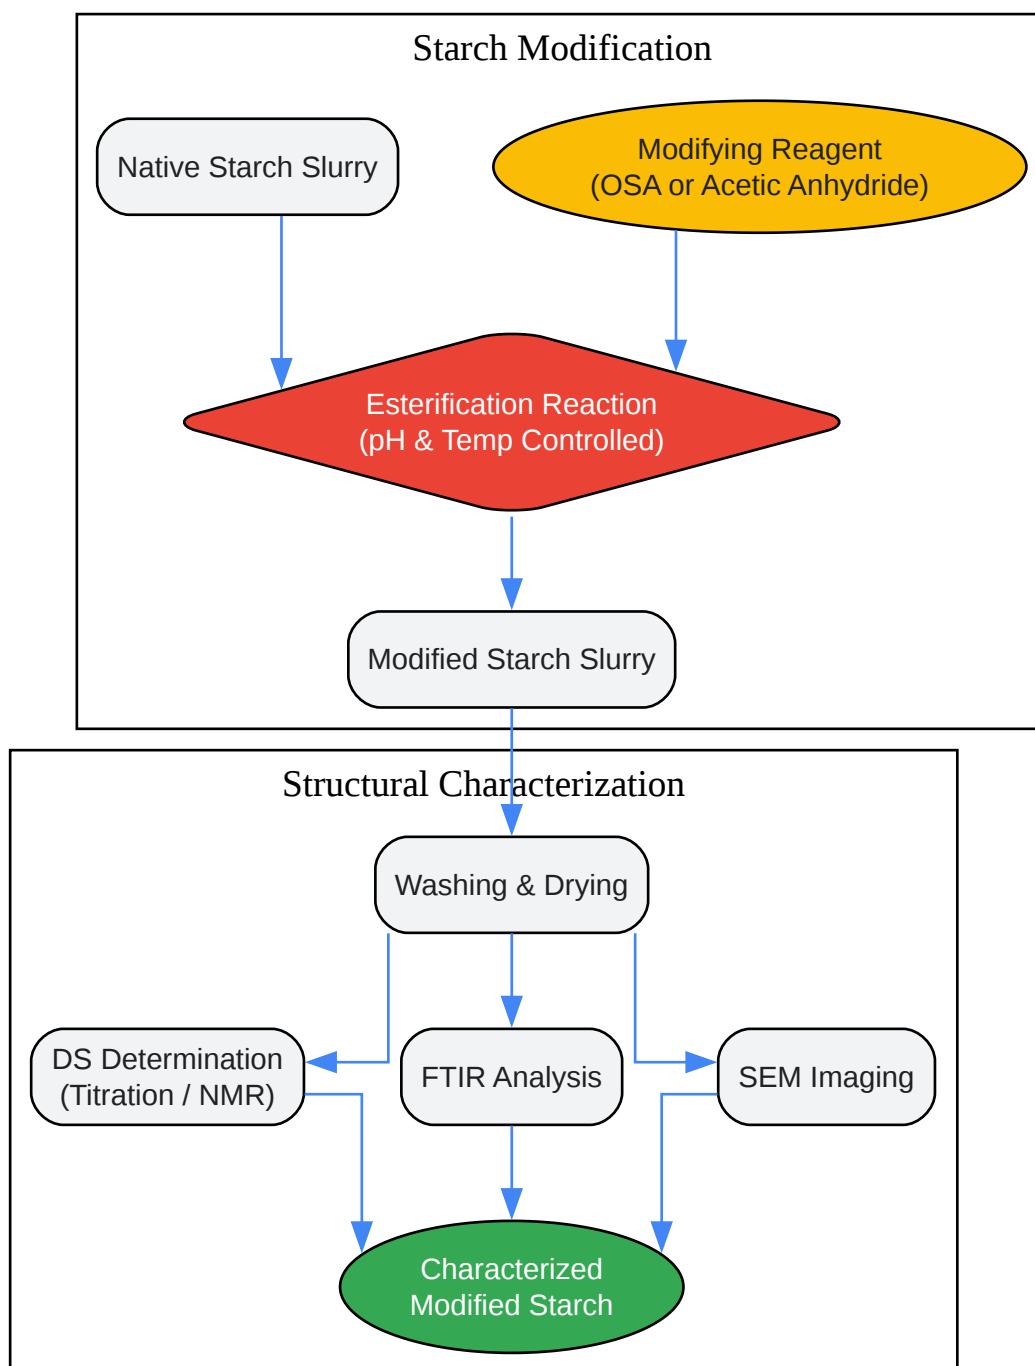 Starch Modification
Native Starch Slurry
Modifying Reagent
(OSA or Acetic Anhydride)
Esterification Reaction
(pH & Temp Controlled)
Modified Starch Slurry
Structural Characterization
Washing & Drying
DS Determination
(Titration / NMR)
FTIR Analysis
SEM Imaging
Characterized
Modified Starch